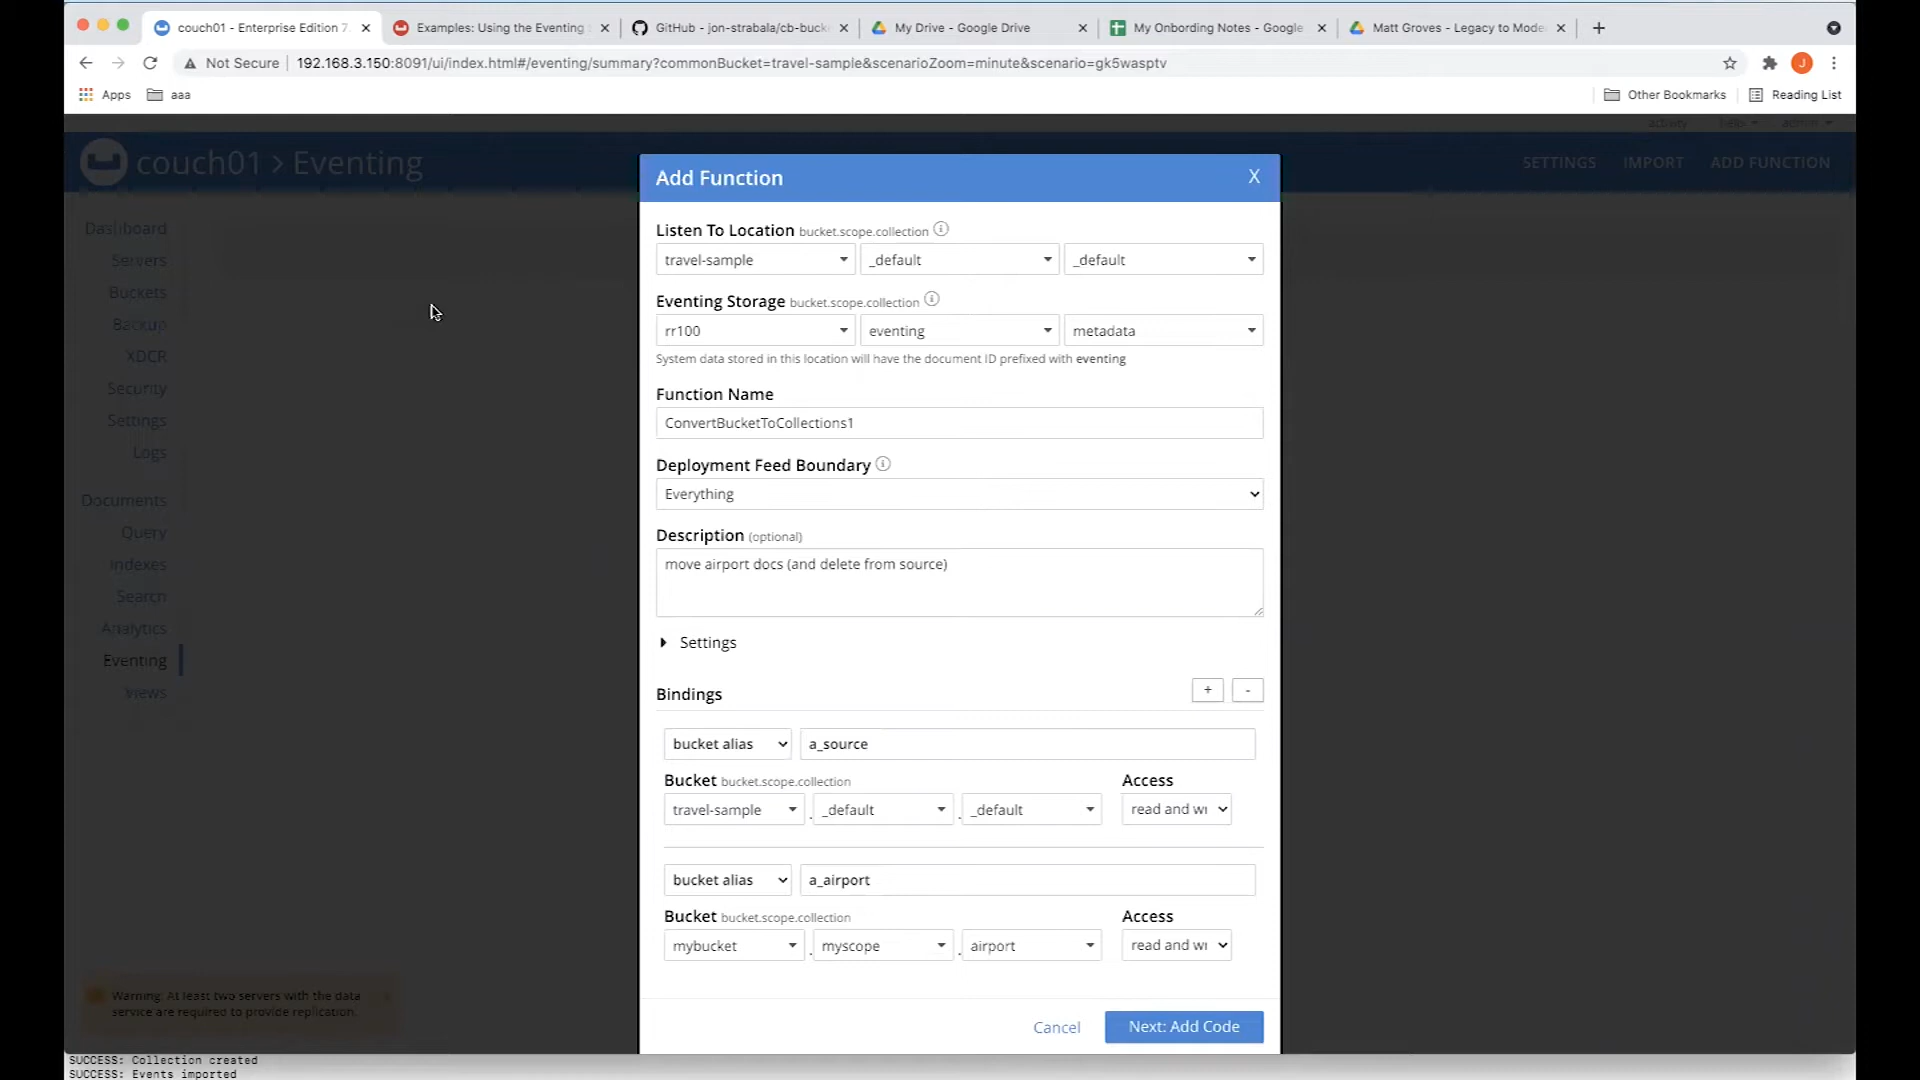 couch01 - Enterprise Edition 7.
Examples: Using the Eventing S
GitHub - jon-strabala/cb-bucke
My Drive - Google Drive
My Onbording Notes - Google
Matt Groves - Legacy to Mode
Not Secure 192.168.3.150:8091/ui/index.html#/eventing/summary?commonBucket=travel-sample&scenarioZoom=minute&scenario=gk5wasptv
J
Apps aaa Other Bookmarks Reading List
activity help admin
couch01 > Eventing SETTINGS IMPORT ADD FUNCTION
Dashboard
Servers
Buckets
Backup
XDCR
Security
Settings
Logs
Documents
Query
Indexes
Search
Analytics
Eventing
Views
Warning: At least two servers with the data
service are required to provide replication.
Add Function X
Listen To Location bucket.scope.collection
travel-sample _default _default
Eventing Storage bucket.scope.collection
rr100 eventing metadata
System data stored in this location will have the document ID prefixed with eventing
Function Name
ConvertBucketToCollections1
Deployment Feed Boundary
Everything
Description (optional)
move airport docs (and delete from source)
Settings
Bindings + -
bucket alias a_source
Bucket bucket.scope.collection Access
travel-sample . _default . _default read and wr
bucket alias a_airport
Bucket bucket.scope.collection Access
mybucket . myscope . airport read and wr
Cancel Next: Add Code
SUCCESS: Collection created
SUCCESS: Events imported